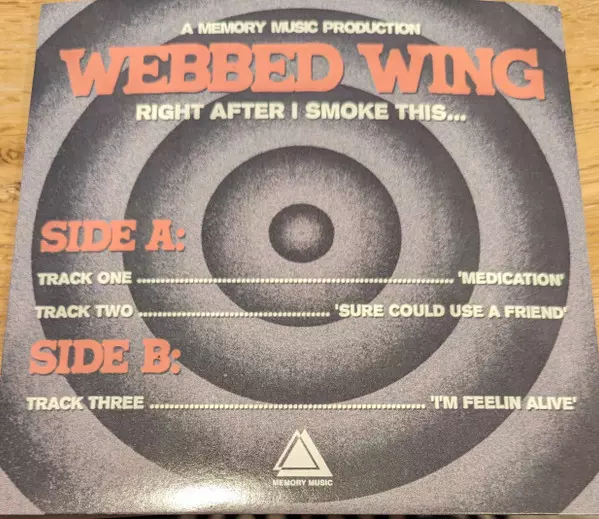 A MEMORY MUSIC PRODUCTION
WEBBED WING
RIGHT AFTER I SMOKE THIS...
SIDE A:
TRACK ONE ........................................................................ 'MEDICATION'
TRACK TWO ........................................... 'SURE COULD USE A FRIEND'
SIDE B:
TRACK THREE .............................................................. 'I'M FEELIN ALIVE'
MEMORY MUSIC